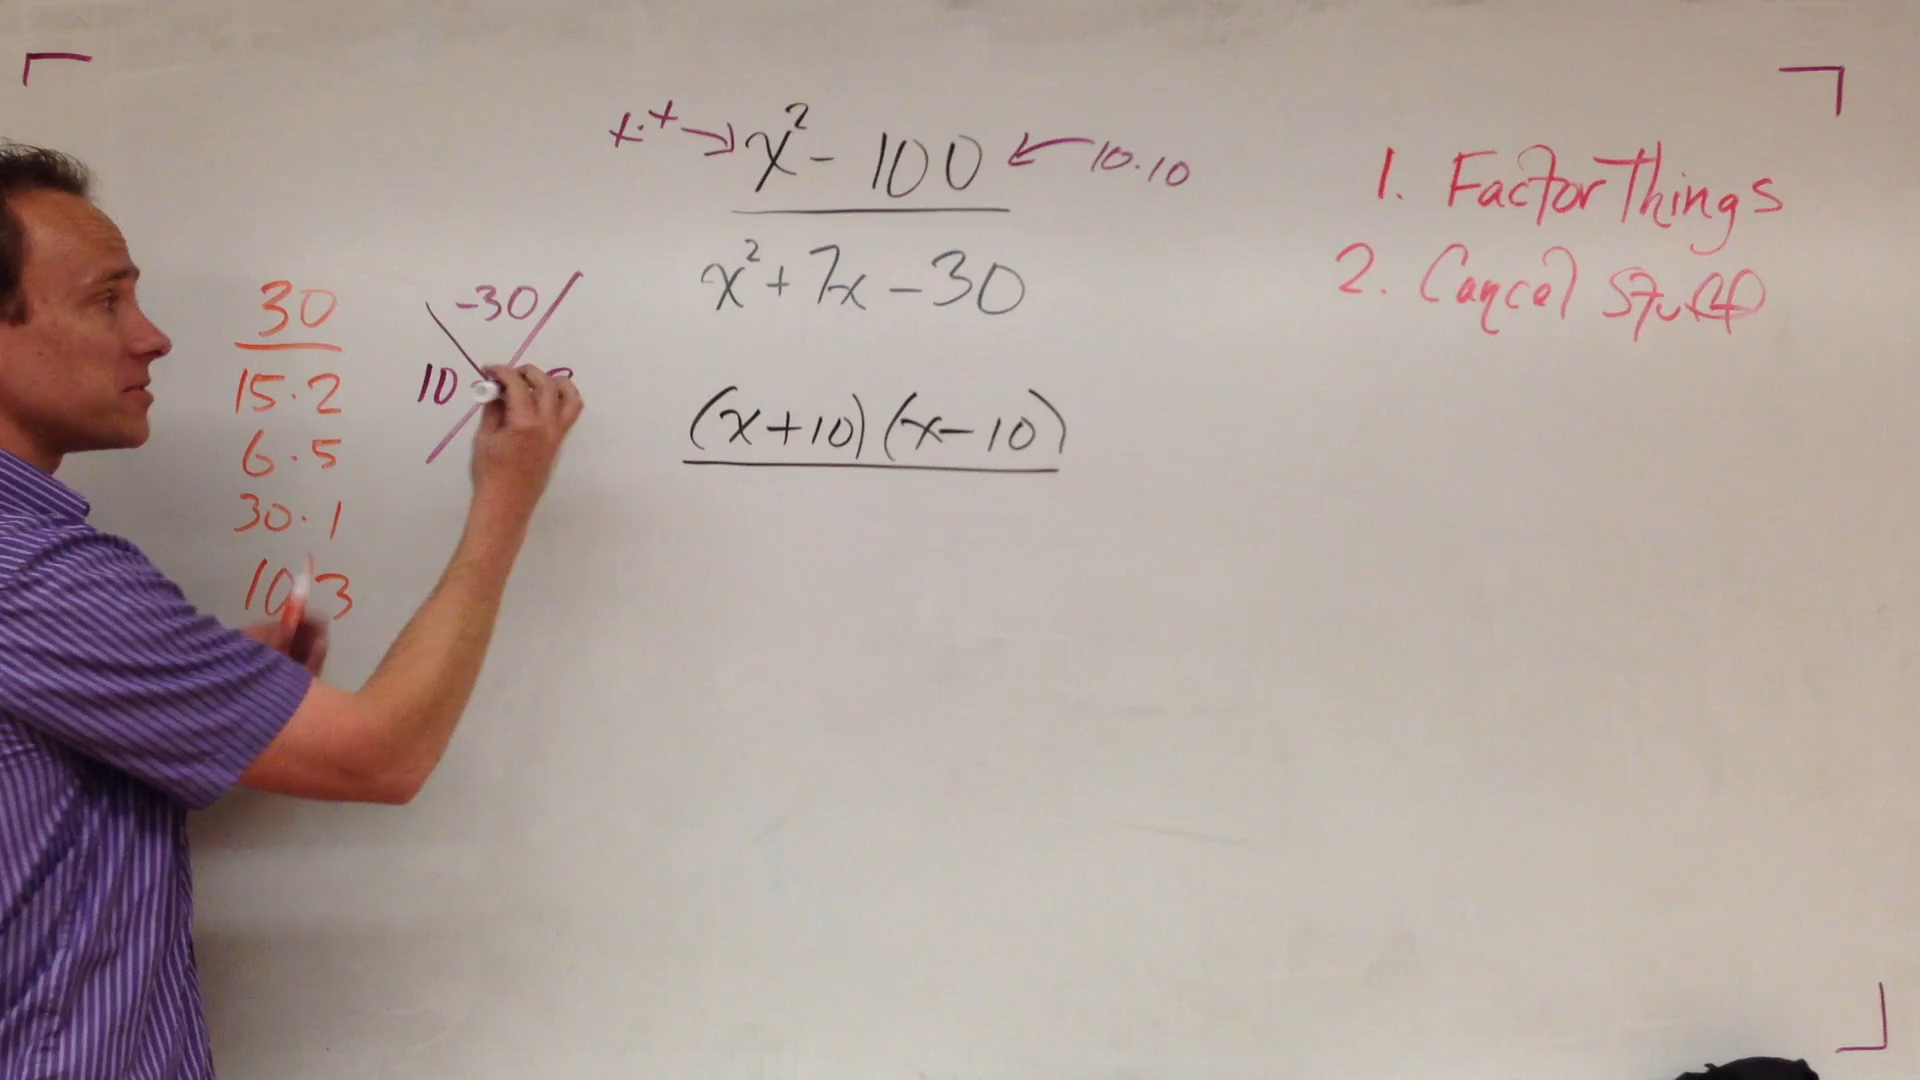 x·x → x² - 100 ← 10.10
x² + 7x - 30
(x+10)(x-10)
30
15·2
6·5
30·1
10·3
-30
10
1. Factor Things
2. Cancel Stuff